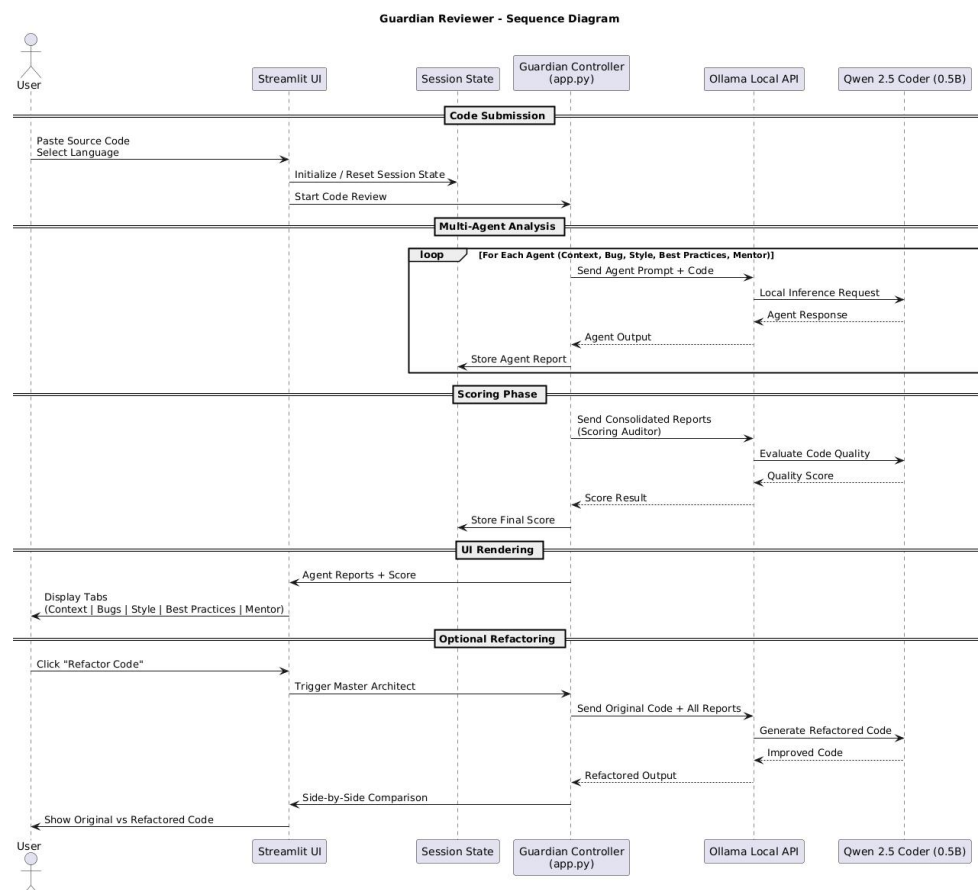 Guardian Reviewer - Sequence Diagram
User
Streamlit UI
Session State
Guardian Controller
(app.py)
Ollama Local API
Qwen 2.5 Coder (0.5B)
Code Submission
Paste Source Code
Select Language
Initialize / Reset Session State
Start Code Review
Multi-Agent Analysis
loop
[For Each Agent (Context, Bug, Style, Best Practices, Mentor)]
Send Agent Prompt + Code
Local Inference Request
Agent Response
Agent Output
Store Agent Report
Scoring Phase
Send Consolidated Reports
(Scoring Auditor)
Evaluate Code Quality
Quality Score
Score Result
Store Final Score
UI Rendering
Agent Reports + Score
Display Tabs
(Context | Bugs | Style | Best Practices | Mentor)
Optional Refactoring
Click "Refactor Code"
Trigger Master Architect
Send Original Code + All Reports
Generate Refactored Code
Improved Code
Refactored Output
Side-by-Side Comparison
Show Original vs Refactored Code
User
Streamlit UI
Session State
Guardian Controller
(app.py)
Ollama Local API
Qwen 2.5 Coder (0.5B)